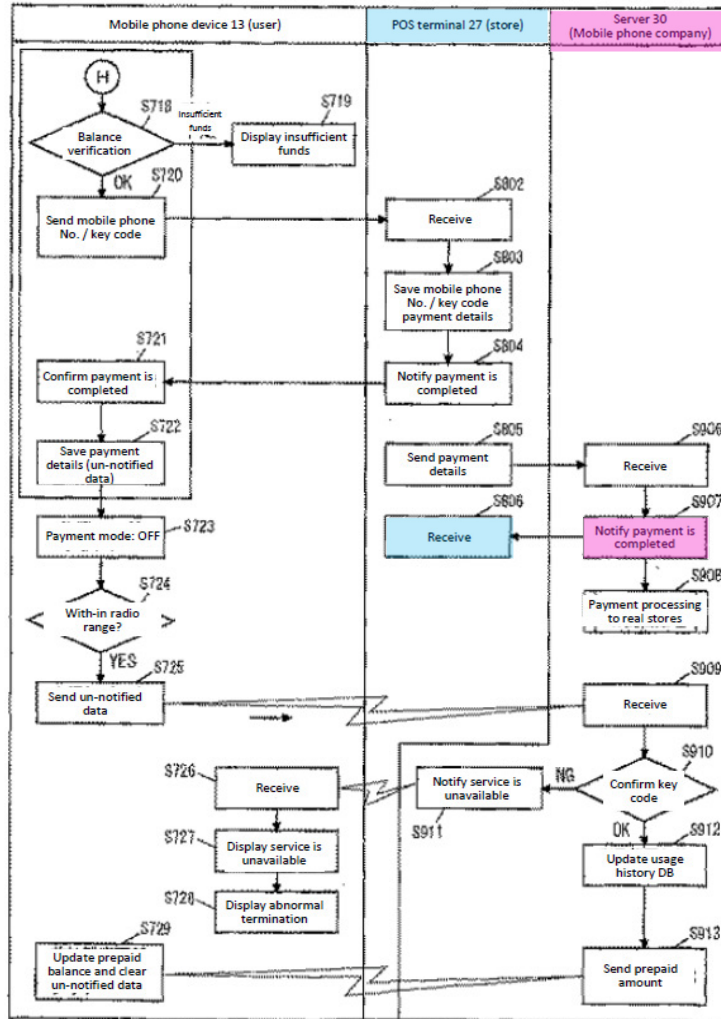 Mobile phone device 13 (user)
POS terminal 27 (store)
Server 30
(Mobile phone company)
H
S718
Balance
verification
Insufficient
funds
S719
Display insufficient
funds
OK
S720
Send mobile phone
No. / key code
S802
Receive
S803
Save mobile phone
No. / key code
payment details
S721
Confirm payment is
completed
S804
Notify payment is
completed
S722
Save payment
details (un-notified
data)
S805
Send payment
details
S906
Receive
S723
Payment mode: OFF
S806
Receive
S907
Notify payment is
completed
S724
With-in radio
range?
S908
Payment processing
to real stores
YES
S725
Send un-notified
data
S909
Receive
S726
Receive
Notify service is
unavailable
S911
NG
S910
Confirm key
code
OK
S727
Display service is
unavailable
S912
Update usage
history DB
S728
Display abnormal
termination
S729
Update prepaid
balance and clear
un-notified data
S913
Send prepaid
amount